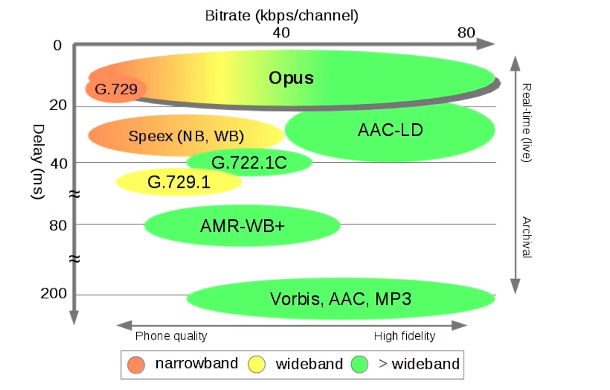 Bitrate (kbps/channel)
40 80
0
Opus
G.729
20
Speex (NB, WB)
AAC-LD
Delay (ms)
Real-time (live)
40
G.722.1C
G.729.1
≈
80
AMR-WB+
Archival
≈
200
Vorbis, AAC, MP3
Phone quality High fidelity
narrowband wideband > wideband